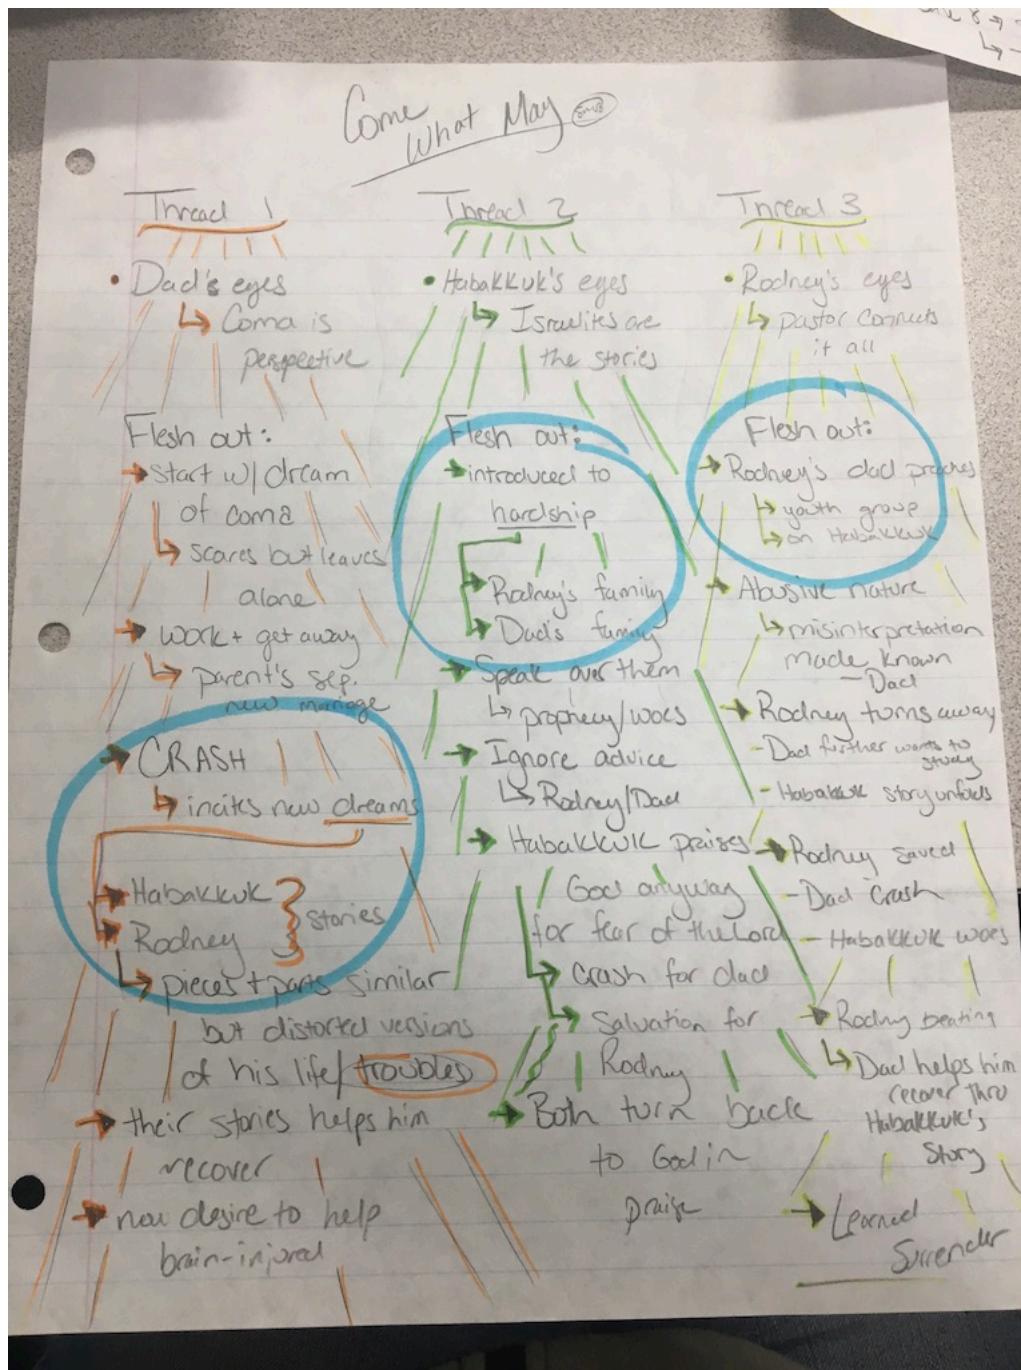 Come
What May
Thread 1
• Dad's eyes
↳ Coma is
perspective
Flesh out:
→ start w/ dream
of coma
↳ scares but leaves
alone
→ work + get away
↳ parent's sep.
new marriage
→ CRASH
↳ incites new dreams
→ Habakkuk
→ Rodney
} stories
↳ pieces + parts similar
but distorted versions
of his life/troubles
→ their stories helps him
recover
→ now desire to help
brain-injured
Thread 2
• Habakkuk's eyes
↳ Israelites are
the stories
Flesh out:
→ introduced to
hardship
→ Rodney's family
→ Dad's family
→ Speak over them
↳ prophecy/woes
→ Ignore advice
↳ Rodney/Dad
→ Habakkuk praises
God anyway
for fear of the Lord
→ Crash for dad
→ Salvation for
Rodney
→ Both turn back
to God in
praise
Thread 3
• Rodney's eyes
↳ pastor connects
it all
Flesh out:
→ Rodney's dad preaches
↳ youth group
↳ on Habakkuk
→ Abusive nature
↳ misinterpretation
made known
- Dad
→ Rodney turns away
- Dad further wants to
study
- Habakkuk story unfolds
→ Rodney saved
- Dad crash
- Habakkuk woes
→ Rodney beating
↳ Dad helps him
recover thru
Habakkuk's
Story
→ Learned
Surrender